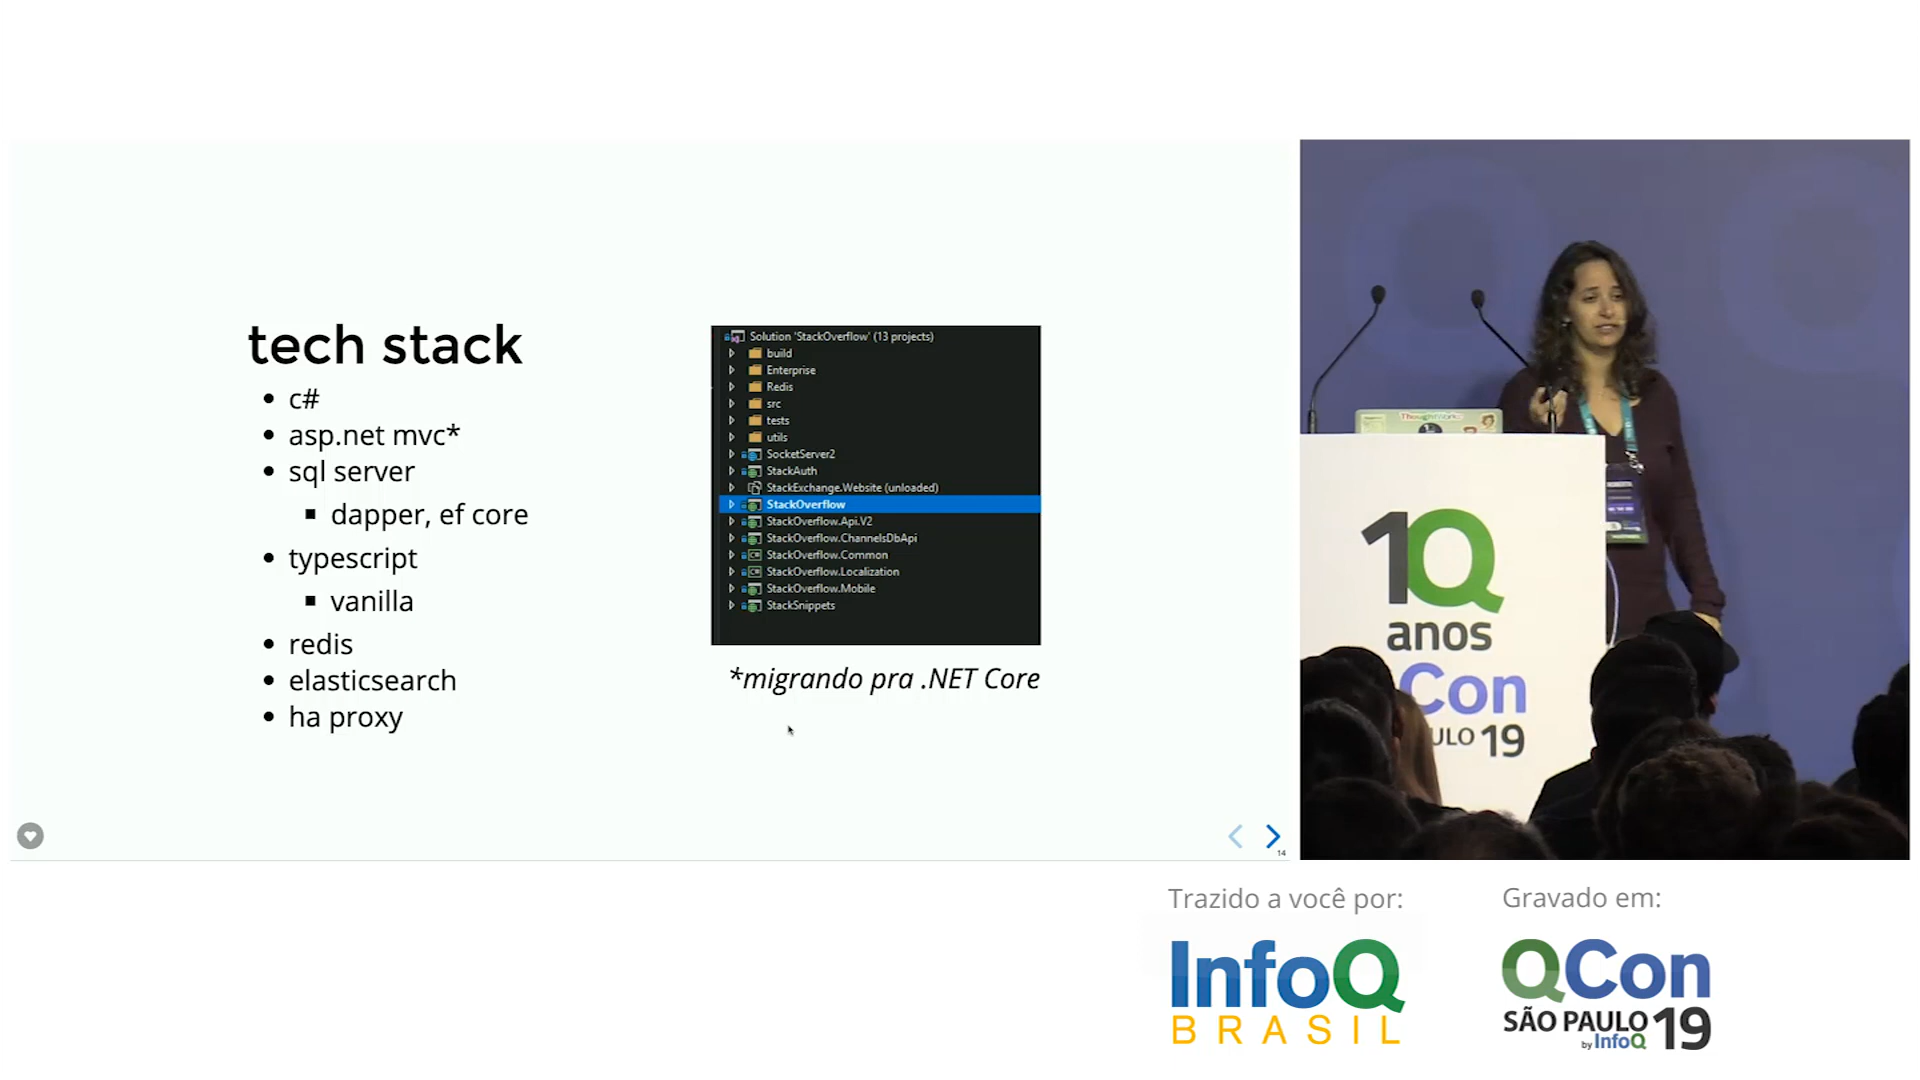 tech stack
c#
asp.net mvc*
sql server
dapper, ef core
typescript
vanilla
redis
elasticsearch
ha proxy
Solution 'StackOverflow' (13 projects)
build
Enterprise
Redis
src
tests
utils
SocketServer2
StackAuth
StackExchange.Website (unloaded)
StackOverflow
StackOverflow.Api.V2
StackOverflow.ChannelsDbApi
StackOverflow.Common
StackOverflow.Localization
StackOverflow.Mobile
StackSnippets
*migrando pra .NET Core
14
ThoughtWorks
10
anos
Con
ULO 19
Trazido a você por:
InfoQ
BRASIL
Gravado em:
QCon
SÃO PAULO 19
by InfoQ